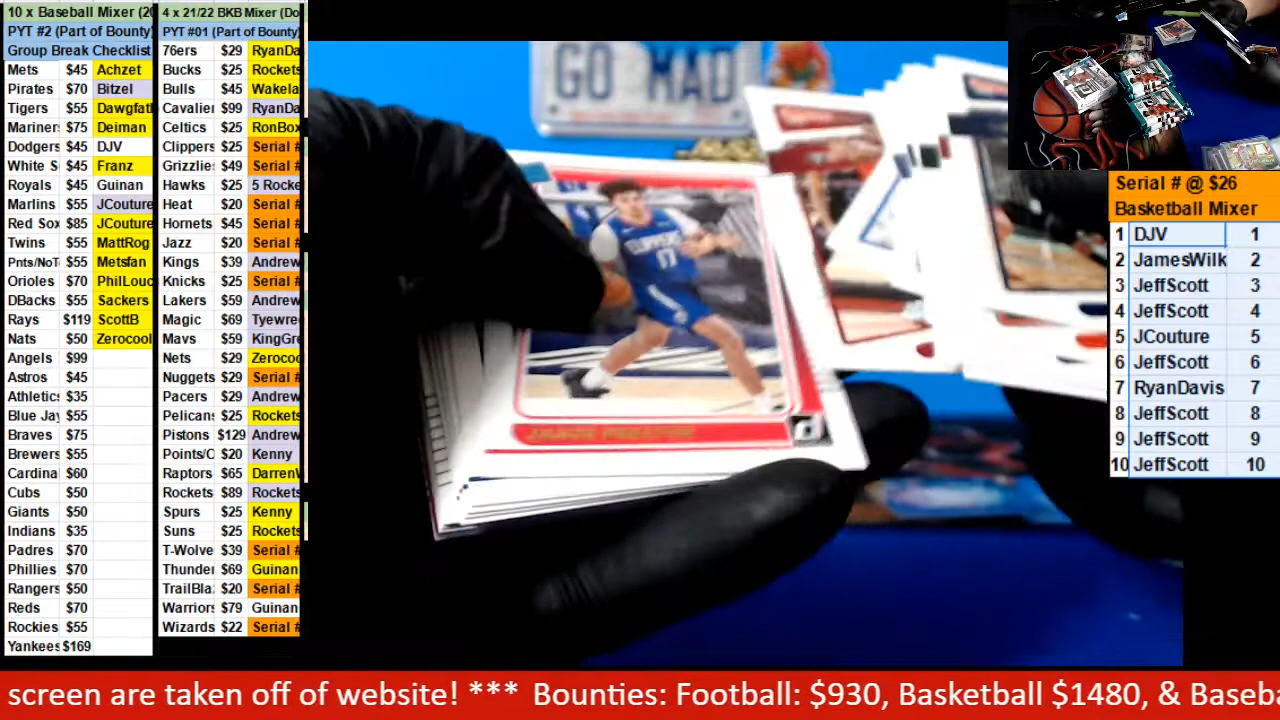 10 x Baseball Mixer (20
PYT #2 (Part of Bounty)
Group Break Checklist
Mets $45 Achzet
Pirates $70 Bitzel
Tigers $55 Dawgfath
Mariner $75 Deiman
Dodgers $45 DJV
White S $45 Franz
Royals $45 Guinan
Marlins $55 JCouture
Red Sox $85 JCouture
Twins $55 MattRog
Pnts/NoT $55 Metsfan
Orioles $70 PhilLouc
DBacks $55 Sackers
Rays $119 ScottB
Nats $50 Zerocool
Angels $99
Astros $45
Athletics $35
Blue Jay $55
Braves $75
Brewers $55
Cardina $60
Cubs $50
Giants $50
Indians $35
Padres $70
Phillies $70
Rangers $50
Reds $70
Rockies $55
Yankees $169
4 x 21/22 BKB Mixer (Do
PYT #01 (Part of Bounty)
76ers $29 RyanDa
Bucks $25 Rockets
Bulls $45 Wakela
Cavalier $99 RyanDa
Celtics $25 RonBox
Clippers $25 Serial #
Grizzlie $49 Serial #
Hawks $25 5 Rocke
Heat $20 Serial #
Hornets $45 Serial #
Jazz $20 Serial #
Kings $39 Andrew
Knicks $25 Serial #
Lakers $59 Andrew
Magic $69 Tyewre
Mavs $59 KingGre
Nets $29 Zerocoo
Nuggets $29 Serial #
Pacers $29 Andrew
Pelican $25 Rockets
Pistons $129 Andrew
Points/C $20 Kenny
Raptors $65 DarrenW
Rockets $89 Rockets
Spurs $25 Kenny
Suns $25 Rockets
T-Wolve $39 Serial #
Thunder $69 Guinan
TrailBla $20 Serial #
Warriors $79 Guinan
Wizards $22 Serial #
GO MAD
CLIPPERS
17
Serial # @ $26
Basketball Mixer
1 DJV 1
2 JamesWilk 2
3 JeffScott 3
4 JeffScott 4
5 JCouture 5
6 JeffScott 6
7 RyanDavis 7
8 JeffScott 8
9 JeffScott 9
10 JeffScott 10
screen are taken off of website! *** Bounties: Football: $930, Basketball $1480, & Baseba